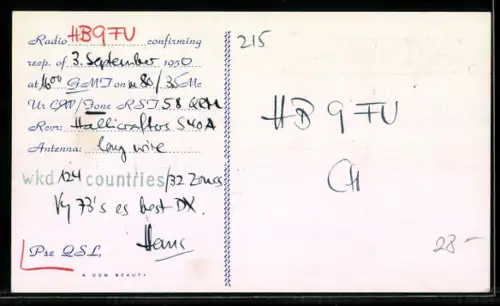 Radio HB9FU confirming
recp. of 3. September 1950
at 1600 GMT on m 80/3.5 Mc
Ur CW/Fone RST 58 QRM
Rcvr: Hallicrafters S40A
Antenna: long wire
wkd 124 countries/32 Zones
Vy 73's es best DX.
Hans
Pse QSL,
A DON BEAUTY
215
HB9FU
CH
28-